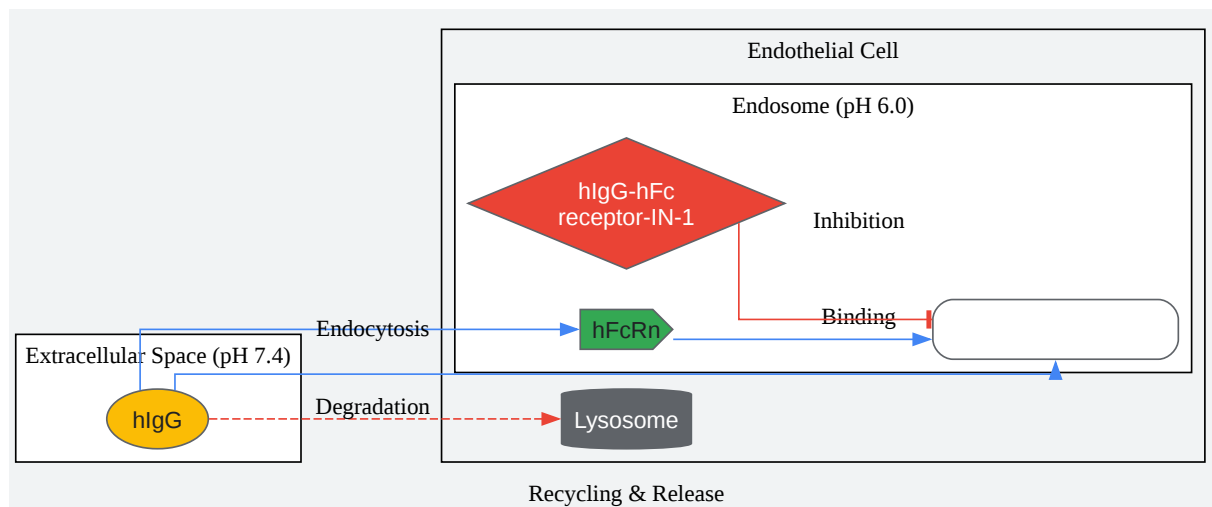 Endothelial Cell
Endosome (pH 6.0)
hIgG-hFc
receptor-IN-1
Inhibition
Binding
hFcRn
Endocytosis
Extracellular Space (pH 7.4)
hIgG
Degradation
Lysosome
Recycling & Release